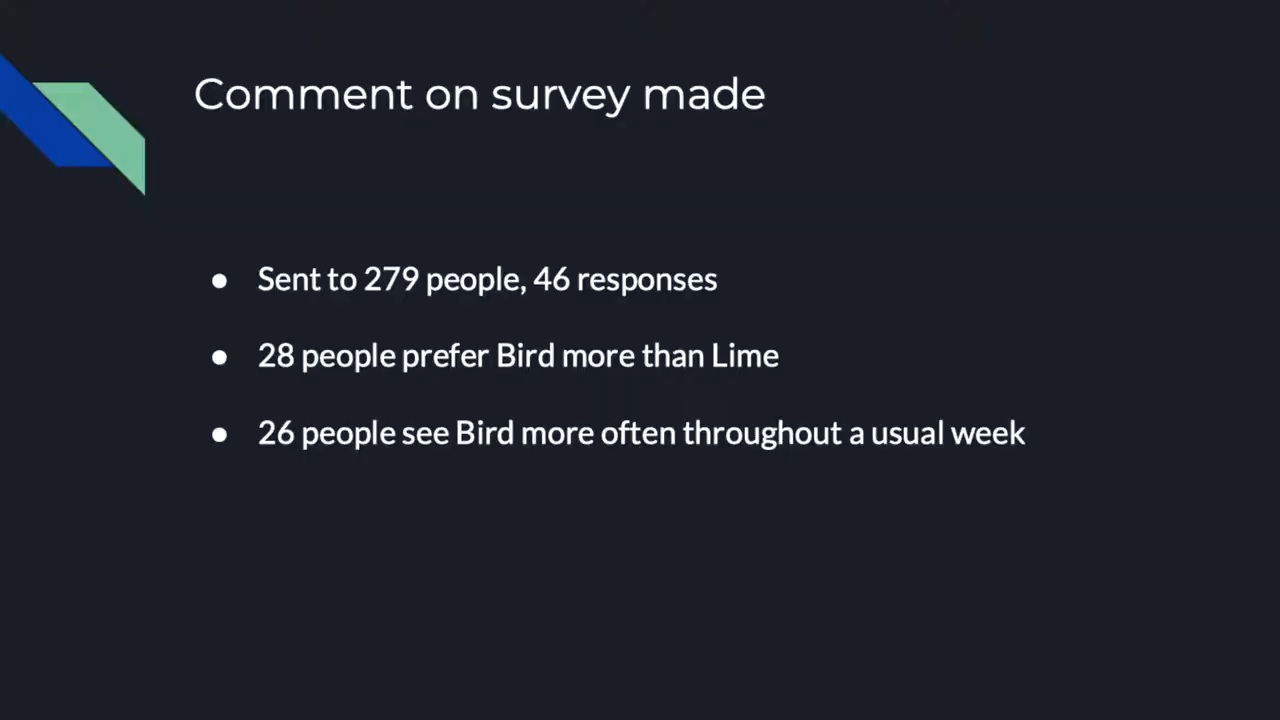 Comment on survey made
● Sent to 279 people, 46 responses
● 28 people prefer Bird more than Lime
● 26 people see Bird more often throughout a usual week